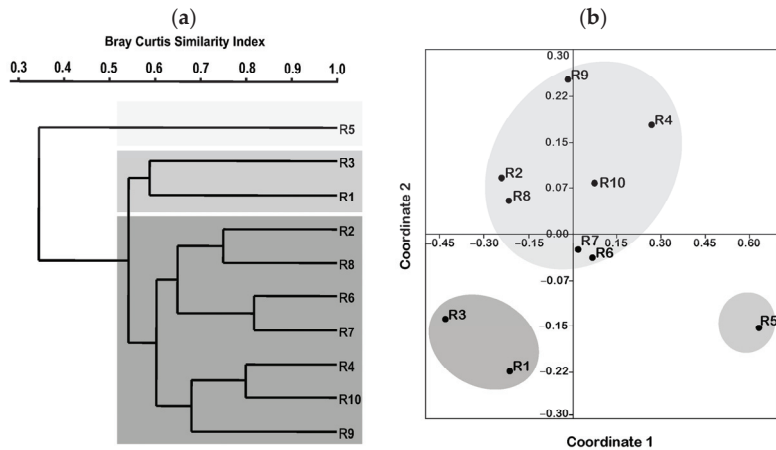 (a)
Bray Curtis Similarity Index
0.3 0.4 0.5 0.6 0.7 0.8 0.9 1.0
R5
R3
R1
R2
R8
R6
R7
R4
R10
R9
(b)
Coordinate 2
0.30
0.22
0.15
0.07
0.00
−0.07
−0.15
−0.22
−0.30
−0.45 −0.30 −0.15 0.15 0.30 0.45 0.60
R9
R4
R2
R10
R8
R7
R6
R3
R5
R1
Coordinate 1